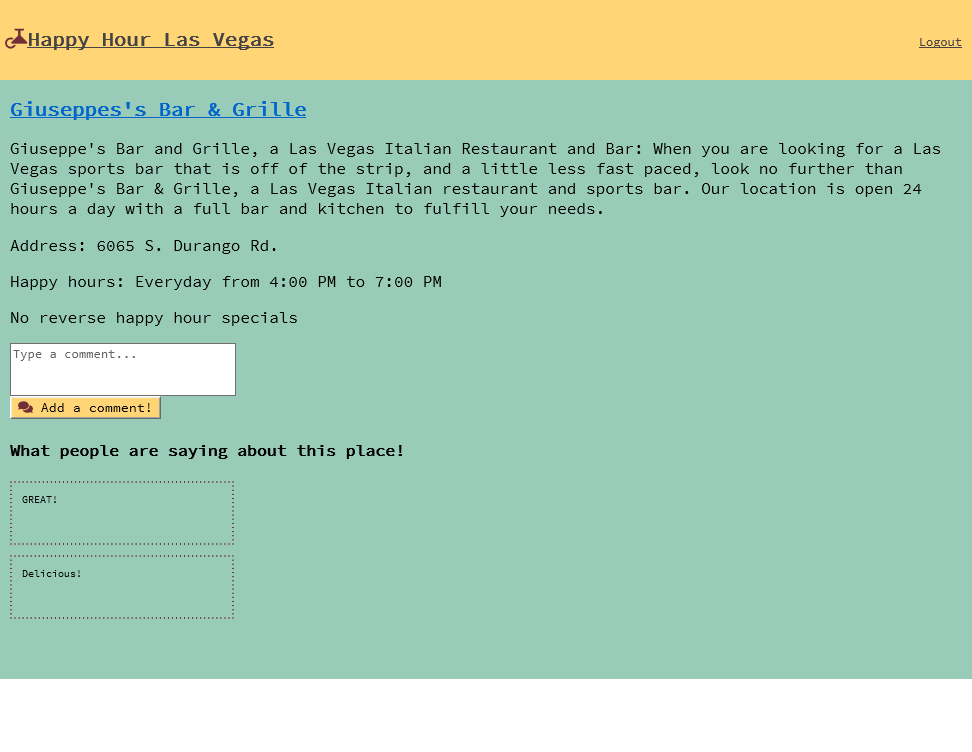 Happy Hour Las Vegas
Logout
Giuseppes's Bar & Grille
Giuseppe's Bar and Grille, a Las Vegas Italian Restaurant and Bar: When you are looking for a Las
Vegas sports bar that is off of the strip, and a little less fast paced, look no further than
Giuseppe's Bar & Grille, a Las Vegas Italian restaurant and sports bar. Our location is open 24
hours a day with a full bar and kitchen to fulfill your needs.
Address: 6065 S. Durango Rd.
Happy hours: Everyday from 4:00 PM to 7:00 PM
No reverse happy hour specials
Type a comment...
Add a comment!
What people are saying about this place!
GREAT!
Delicious!